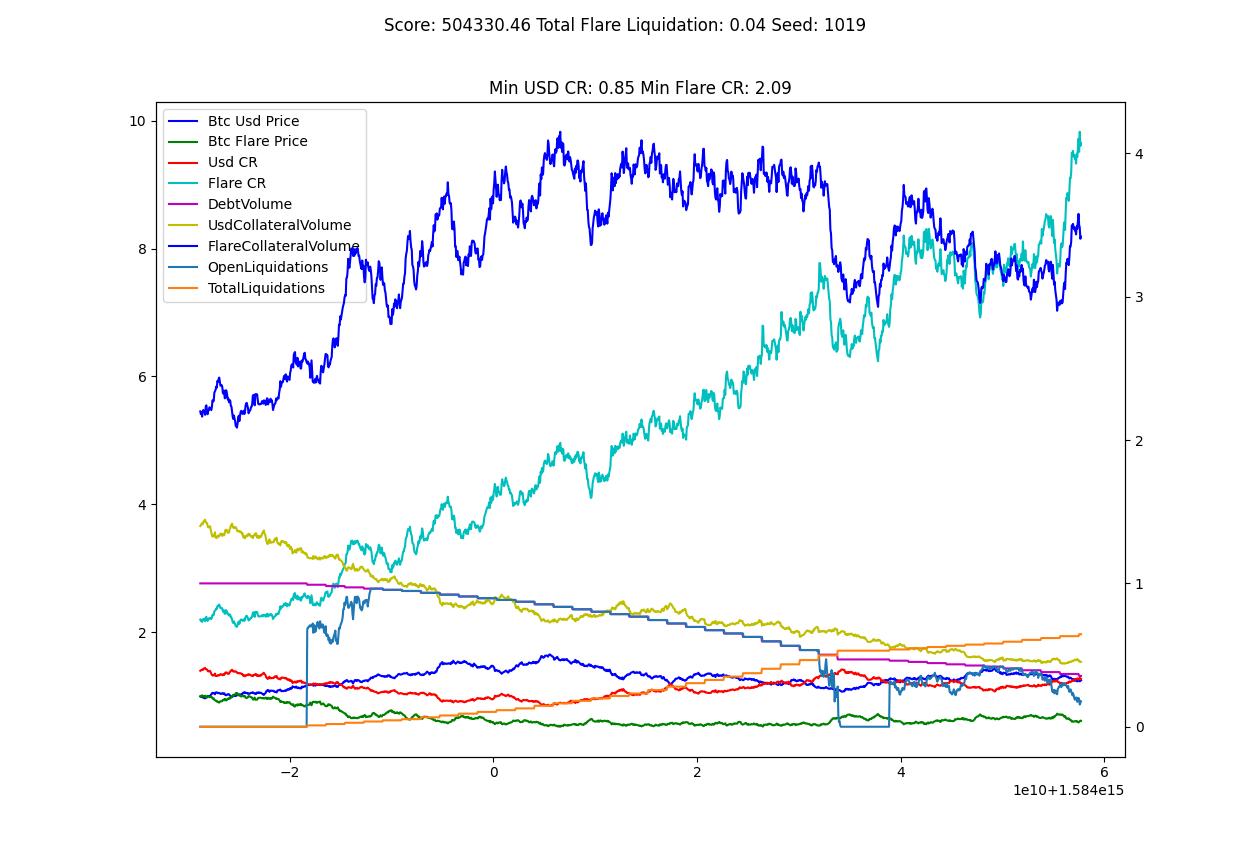 Score: 504330.46 Total Flare Liquidation: 0.04 Seed: 1019
Min USD CR: 0.85 Min Flare CR: 2.09
Btc Usd Price
Btc Flare Price
Usd CR
Flare CR
DebtVolume
UsdCollateralVolume
FlareCollateralVolume
OpenLiquidations
TotalLiquidations
10
8
6
4
2
4
3
2
1
0
−2
0
2
4
6
1e10+1.584e15